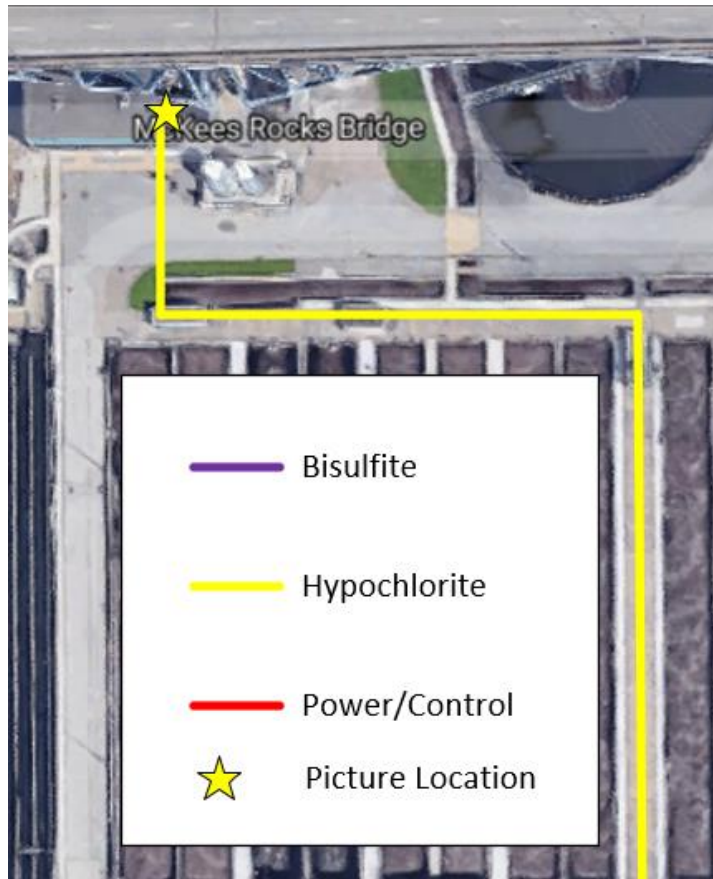 McKees Rocks Bridge
Bisulfite
Hypochlorite
Power/Control
Picture Location